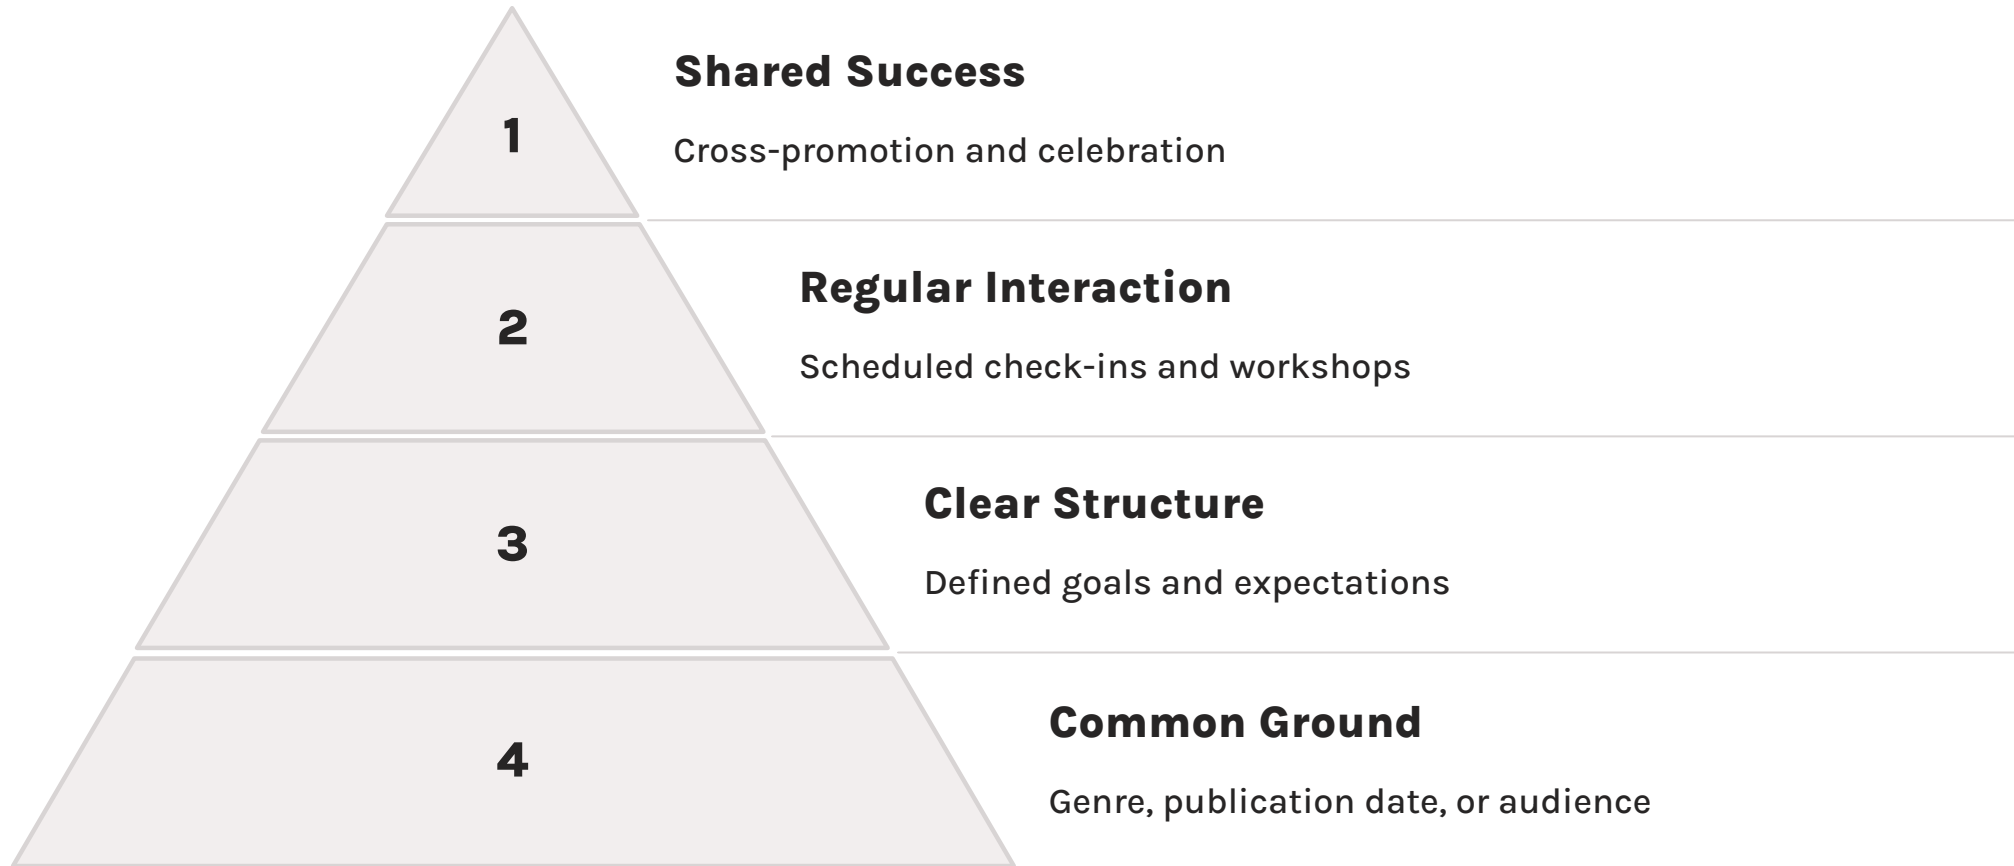 1
Shared Success
Cross-promotion and celebration
2
Regular Interaction
Scheduled check-ins and workshops
3
Clear Structure
Defined goals and expectations
4
Common Ground
Genre, publication date, or audience